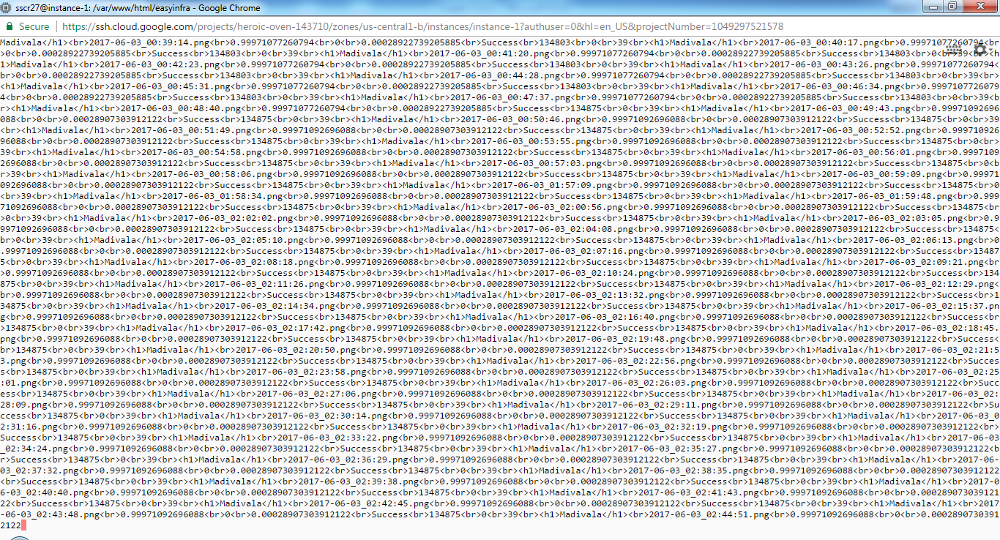 sscr27@instance-1: /var/www/html/easyinfra - Google Chrome
Secure | https://ssh.cloud.google.com/projects/heroic-oven-143710/zones/us-central1-b/instances/instance-1?authuser=0&hl=en_US&projectNumber=1049297521578
Madivala</h1><br>2017-06-03_00:39:14.png<br>0.99971077260794<br>0<br>0.00028922739205885<br>Success<br>134803<br>0<br>39<br><h1>Madivala</h1><br>2017-06-03_00:40:17.png<br>0.99971077260794<br
>0<br>0.00028922739205885<br>Success<br>134803<br>0<br>39<br><h1>Madivala</h1><br>2017-06-03_00:41:20.png<br>0.99971077260794<br>0<br>0.00028922739205885<br>Success<br>134803<br>0<br>39<br><h
1>Madivala</h1><br>2017-06-03_00:42:23.png<br>0.99971077260794<br>0<br>0.00028922739205885<br>Success<br>134803<br>0<br>39<br><h1>Madivala</h1><br>2017-06-03_00:43:26.png<br>0.99971077260794<
br>0<br>0.00028922739205885<br>Success<br>134803<br>0<br>39<br><h1>Madivala</h1><br>2017-06-03_00:44:28.png<br>0.99971077260794<br>0<br>0.00028922739205885<br>Success<br>134803<br>0<br>39<br>
<h1>Madivala</h1><br>2017-06-03_00:45:31.png<br>0.99971077260794<br>0<br>0.00028922739205885<br>Success<br>134803<br>0<br>39<br><h1>Madivala</h1><br>2017-06-03_00:46:34.png<br>0.9997107726079
4<br>0<br>0.00028922739205885<br>Success<br>134803<br>0<br>39<br><h1>Madivala</h1><br>2017-06-03_00:47:37.png<br>0.99971077260794<br>0<br>0.00028922739205885<br>Success<br>134803<br>0<br>39<b
r><h1>Madivala</h1><br>2017-06-03_00:48:40.png<br>0.99971077260794<br>0<br>0.00028922739205885<br>Success<br>134803<br>0<br>39<br><h1>Madivala</h1><br>2017-06-03_00:49:43.png<br>0.99971092696
088<br>0<br>0.00028907303912122<br>Success<br>134875<br>0<br>39<br><h1>Madivala</h1><br>2017-06-03_00:50:46.png<br>0.99971092696088<br>0<br>0.00028907303912122<br>Success<br>134875<br>0<br>39
<br><h1>Madivala</h1><br>2017-06-03_00:51:49.png<br>0.99971092696088<br>0<br>0.00028907303912122<br>Success<br>134875<br>0<br>39<br><h1>Madivala</h1><br>2017-06-03_00:52:52.png<br>0.999710926
96088<br>0<br>0.00028907303912122<br>Success<br>134875<br>0<br>39<br><h1>Madivala</h1><br>2017-06-03_00:53:55.png<br>0.99971092696088<br>0<br>0.00028907303912122<br>Success<br>134875<br>0<br>
39<br><h1>Madivala</h1><br>2017-06-03_00:54:58.png<br>0.99971092696088<br>0<br>0.00028907303912122<br>Success<br>134875<br>0<br>39<br><h1>Madivala</h1><br>2017-06-03_00:56:01.png<br>0.9997109
2696088<br>0<br>0.00028907303912122<br>Success<br>134875<br>0<br>39<br><h1>Madivala</h1><br>2017-06-03_00:57:03.png<br>0.99971092696088<br>0<br>0.00028907303912122<br>Success<br>134875<br>0<b
r>39<br><h1>Madivala</h1><br>2017-06-03_00:58:06.png<br>0.99971092696088<br>0<br>0.00028907303912122<br>Success<br>134875<br>0<br>39<br><h1>Madivala</h1><br>2017-06-03_00:59:09.png<br>0.99971
092696088<br>0<br>0.00028907303912122<br>Success<br>134875<br>0<br>39<br><h1>Madivala</h1><br>2017-06-03_01:57:09.png<br>0.99971092696088<br>0<br>0.00028907303912122<br>Success<br>134875<br>0
<br>39<br><h1>Madivala</h1><br>2017-06-03_01:58:34.png<br>0.99971092696088<br>0<br>0.00028907303912122<br>Success<br>134875<br>0<br>39<br><h1>Madivala</h1><br>2017-06-03_01:59:48.png<br>0.999
71092696088<br>0<br>0.00028907303912122<br>Success<br>134875<br>0<br>39<br><h1>Madivala</h1><br>2017-06-03_02:00:56.png<br>0.99971092696088<br>0<br>0.00028907303912122<br>Success<br>134875<br
>0<br>39<br><h1>Madivala</h1><br>2017-06-03_02:02:02.png<br>0.99971092696088<br>0<br>0.00028907303912122<br>Success<br>134875<br>0<br>39<br><h1>Madivala</h1><br>2017-06-03_02:03:05.png<br>0.9
9971092696088<br>0<br>0.00028907303912122<br>Success<br>134875<br>0<br>39<br><h1>Madivala</h1><br>2017-06-03_02:04:08.png<br>0.99971092696088<br>0<br>0.00028907303912122<br>Success<br>134875<
br>0<br>39<br><h1>Madivala</h1><br>2017-06-03_02:05:10.png<br>0.99971092696088<br>0<br>0.00028907303912122<br>Success<br>134875<br>0<br>39<br><h1>Madivala</h1><br>2017-06-03_02:06:13.png<br>0
.99971092696088<br>0<br>0.00028907303912122<br>Success<br>134875<br>0<br>39<br><h1>Madivala</h1><br>2017-06-03_02:07:16.png<br>0.99971092696088<br>0<br>0.00028907303912122<br>Success<br>13487
5<br>0<br>39<br><h1>Madivala</h1><br>2017-06-03_02:08:18.png<br>0.99971092696088<br>0<br>0.00028907303912122<br>Success<br>134875<br>0<br>39<br><h1>Madivala</h1><br>2017-06-03_02:09:21.png<br
>0.99971092696088<br>0<br>0.00028907303912122<br>Success<br>134875<br>0<br>39<br><h1>Madivala</h1><br>2017-06-03_02:10:24.png<br>0.99971092696088<br>0<br>0.00028907303912122<br>Success<br>134
875<br>0<br>39<br><h1>Madivala</h1><br>2017-06-03_02:11:26.png<br>0.99971092696088<br>0<br>0.00028907303912122<br>Success<br>134875<br>0<br>39<br><h1>Madivala</h1><br>2017-06-03_02:12:29.png<
br>0.99971092696088<br>0<br>0.00028907303912122<br>Success<br>134875<br>0<br>39<br><h1>Madivala</h1><br>2017-06-03_02:13:32.png<br>0.99971092696088<br>0<br>0.00028907303912122<br>Success<br>1
34875<br>0<br>39<br><h1>Madivala</h1><br>2017-06-03_02:14:34.png<br>0.99971092696088<br>0<br>0.00028907303912122<br>Success<br>134875<br>0<br>39<br><h1>Madivala</h1><br>2017-06-03_02:15:37.pn
g<br>0.99971092696088<br>0<br>0.00028907303912122<br>Success<br>134875<br>0<br>39<br><h1>Madivala</h1><br>2017-06-03_02:16:40.png<br>0.99971092696088<br>0<br>0.00028907303912122<br>Success<br
>134875<br>0<br>39<br><h1>Madivala</h1><br>2017-06-03_02:17:42.png<br>0.99971092696088<br>0<br>0.00028907303912122<br>Success<br>134875<br>0<br>39<br><h1>Madivala</h1><br>2017-06-03_02:18:45.
png<br>0.99971092696088<br>0<br>0.00028907303912122<br>Success<br>134875<br>0<br>39<br><h1>Madivala</h1><br>2017-06-03_02:19:48.png<br>0.99971092696088<br>0<br>0.00028907303912122<br>Success<
br>134875<br>0<br>39<br><h1>Madivala</h1><br>2017-06-03_02:20:50.png<br>0.99971092696088<br>0<br>0.00028907303912122<br>Success<br>134875<br>0<br>39<br><h1>Madivala</h1><br>2017-06-03_02:21:5
3.png<br>0.99971092696088<br>0<br>0.00028907303912122<br>Success<br>134875<br>0<br>39<br><h1>Madivala</h1><br>2017-06-03_02:22:56.png<br>0.99971092696088<br>0<br>0.00028907303912122<br>Succes
s<br>134875<br>0<br>39<br><h1>Madivala</h1><br>2017-06-03_02:23:58.png<br>0.99971092696088<br>0<br>0.00028907303912122<br>Success<br>134875<br>0<br>39<br><h1>Madivala</h1><br>2017-06-03_02:25
:01.png<br>0.99971092696088<br>0<br>0.00028907303912122<br>Success<br>134875<br>0<br>39<br><h1>Madivala</h1><br>2017-06-03_02:26:03.png<br>0.99971092696088<br>0<br>0.00028907303912122<br>Succ
ess<br>134875<br>0<br>39<br><h1>Madivala</h1><br>2017-06-03_02:27:06.png<br>0.99971092696088<br>0<br>0.00028907303912122<br>Success<br>134875<br>0<br>39<br><h1>Madivala</h1><br>2017-06-03_02:
28:09.png<br>0.99971092696088<br>0<br>0.00028907303912122<br>Success<br>134875<br>0<br>39<br><h1>Madivala</h1><br>2017-06-03_02:29:11.png<br>0.99971092696088<br>0<br>0.00028907303912122<br>Su
ccess<br>134875<br>0<br>39<br><h1>Madivala</h1><br>2017-06-03_02:30:14.png<br>0.99971092696088<br>0<br>0.00028907303912122<br>Success<br>134875<br>0<br>39<br><h1>Madivala</h1><br>2017-06-03_0
2:31:16.png<br>0.99971092696088<br>0<br>0.00028907303912122<br>Success<br>134875<br>0<br>39<br><h1>Madivala</h1><br>2017-06-03_02:32:19.png<br>0.99971092696088<br>0<br>0.00028907303912122<br>
Success<br>134875<br>0<br>39<br><h1>Madivala</h1><br>2017-06-03_02:33:22.png<br>0.99971092696088<br>0<br>0.00028907303912122<br>Success<br>134875<br>0<br>39<br><h1>Madivala</h1><br>2017-06-03
_02:34:24.png<br>0.99971092696088<br>0<br>0.00028907303912122<br>Success<br>134875<br>0<br>39<br><h1>Madivala</h1><br>2017-06-03_02:35:27.png<br>0.99971092696088<br>0<br>0.00028907303912122<b
r>Success<br>134875<br>0<br>39<br><h1>Madivala</h1><br>2017-06-03_02:36:29.png<br>0.99971092696088<br>0<br>0.00028907303912122<br>Success<br>134875<br>0<br>39<br><h1>Madivala</h1><br>2017-06-
03_02:37:32.png<br>0.99971092696088<br>0<br>0.00028907303912122<br>Success<br>134875<br>0<br>39<br><h1>Madivala</h1><br>2017-06-03_02:38:35.png<br>0.99971092696088<br>0<br>0.00028907303912122
<br>Success<br>134875<br>0<br>39<br><h1>Madivala</h1><br>2017-06-03_02:39:38.png<br>0.99971092696088<br>0<br>0.00028907303912122<br>Success<br>134875<br>0<br>39<br><h1>Madivala</h1><br>2017-0
6-03_02:40:40.png<br>0.99971092696088<br>0<br>0.00028907303912122<br>Success<br>134875<br>0<br>39<br><h1>Madivala</h1><br>2017-06-03_02:41:43.png<br>0.99971092696088<br>0<br>0.000289073039121
22<br>Success<br>134875<br>0<br>39<br><h1>Madivala</h1><br>2017-06-03_02:42:45.png<br>0.99971092696088<br>0<br>0.00028907303912122<br>Success<br>134875<br>0<br>39<br><h1>Madivala</h1><br>2017
-06-03_02:43:48.png<br>0.99971092696088<br>0<br>0.00028907303912122<br>Success<br>134875<br>0<br>39<br><h1>Madivala</h1><br>2017-06-03_02:44:51.png<br>0.99971092696088<br>0<br>0.0002890730391
2122